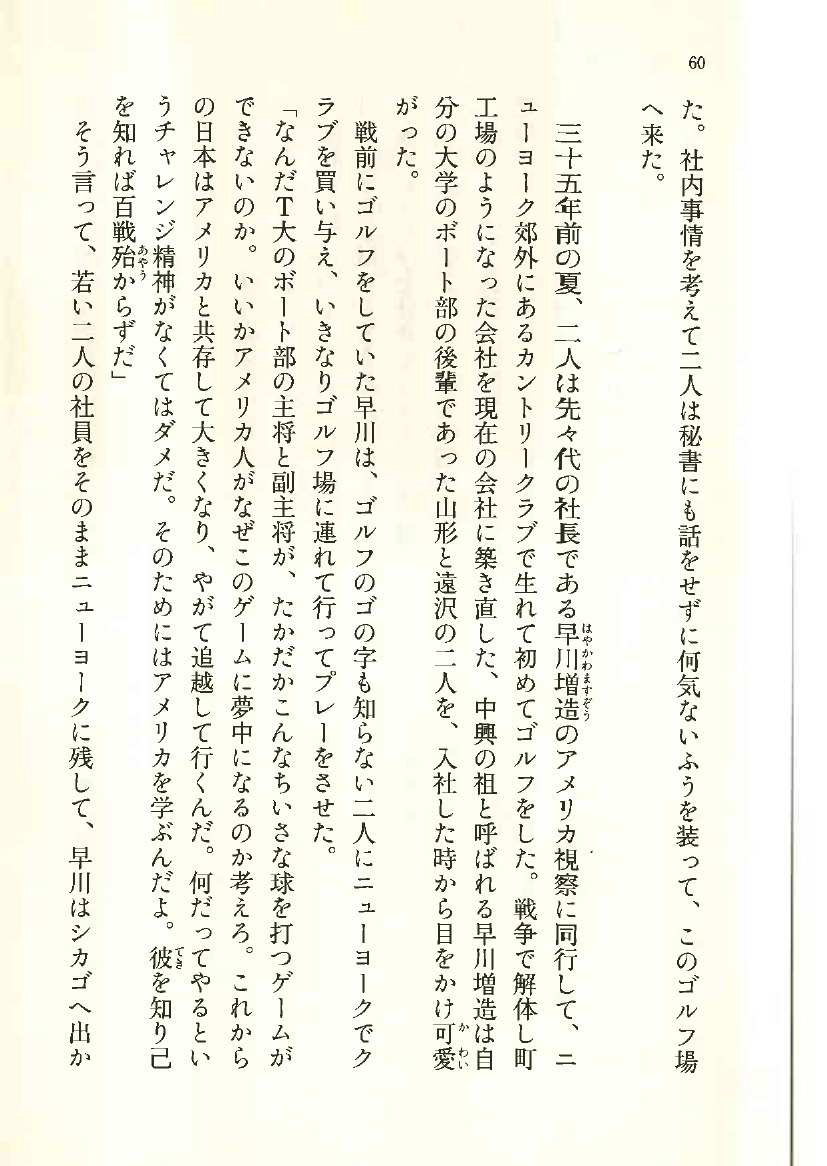 60
た。社内事情を考えて二人は秘書にも話をせずに何気ないふうを装って、このゴルフ場
へ来た。
三十五年前の夏、二人は先々代の社長である早川増造のアメリカ視察に同行して、ニ
はやかわますぞう
ューヨーク郊外にあるカントリークラブで生れて初めてゴルフをした。戦争で解体し町
工場のようになった会社を現在の会社に築き直した、中興の祖と呼ばれる早川増造は自
分の大学のボート部の後輩であった山形と遠沢の二人を、入社した時から目をかけ可愛
かわい
がった。
戦前にゴルフをしていた早川は、ゴルフのゴの字も知らない二人にニューヨークでク
ラブを買い与え、いきなりゴルフ場に連れて行ってプレーをさせた。
「なんだT大のボート部の主将と副主将が、たかだかこんなちいさな球を打つゲームが
できないのか。いいかアメリカ人がなぜこのゲームに夢中になるのか考えろ。これから
の日本はアメリカと共存して大きくなり、やがて追越して行くんだ。何だってやるとい
うチャレンジ精神がなくてはダメだ。そのためにはアメリカを学ぶんだよ。彼を知り己
てき
を知れば百戦殆からずだ」
あやう
そう言って、若い二人の社員をそのままニューヨークに残して、早川はシカゴへ出か